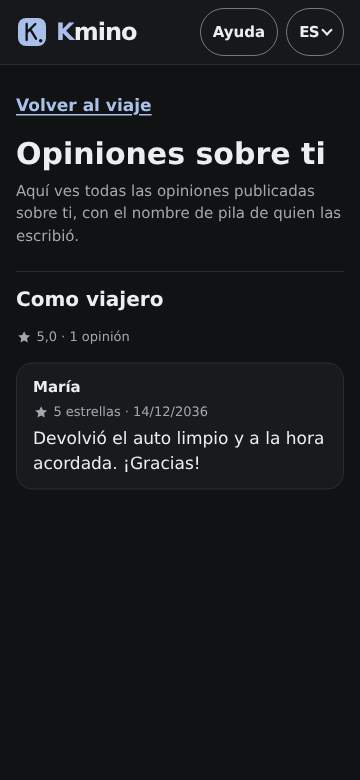 K. Kmino
Ayuda
ES
Volver al viaje
Opiniones sobre ti
Aquí ves todas las opiniones publicadas
sobre ti, con el nombre de pila de quien las
escribió.
Como viajero
★ 5,0 · 1 opinión
María
★ 5 estrellas · 14/12/2036
Devolvió el auto limpio y a la hora
acordada. ¡Gracias!